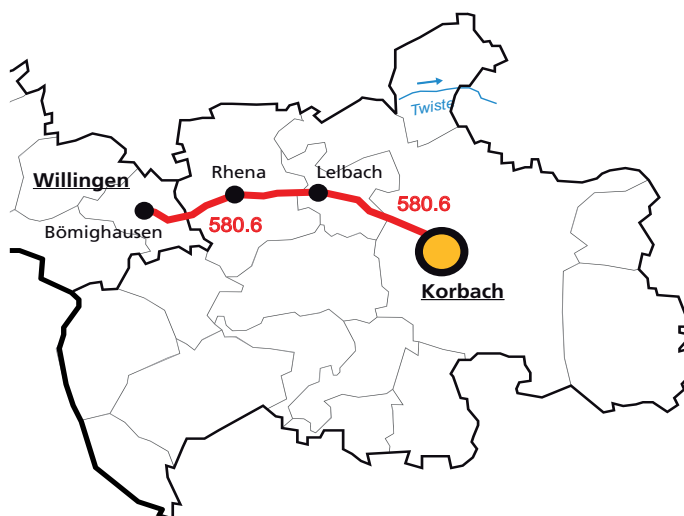 Twiste
Willingen
Rhena
Lelbach
580.6
580.6
Bömighausen
Korbach